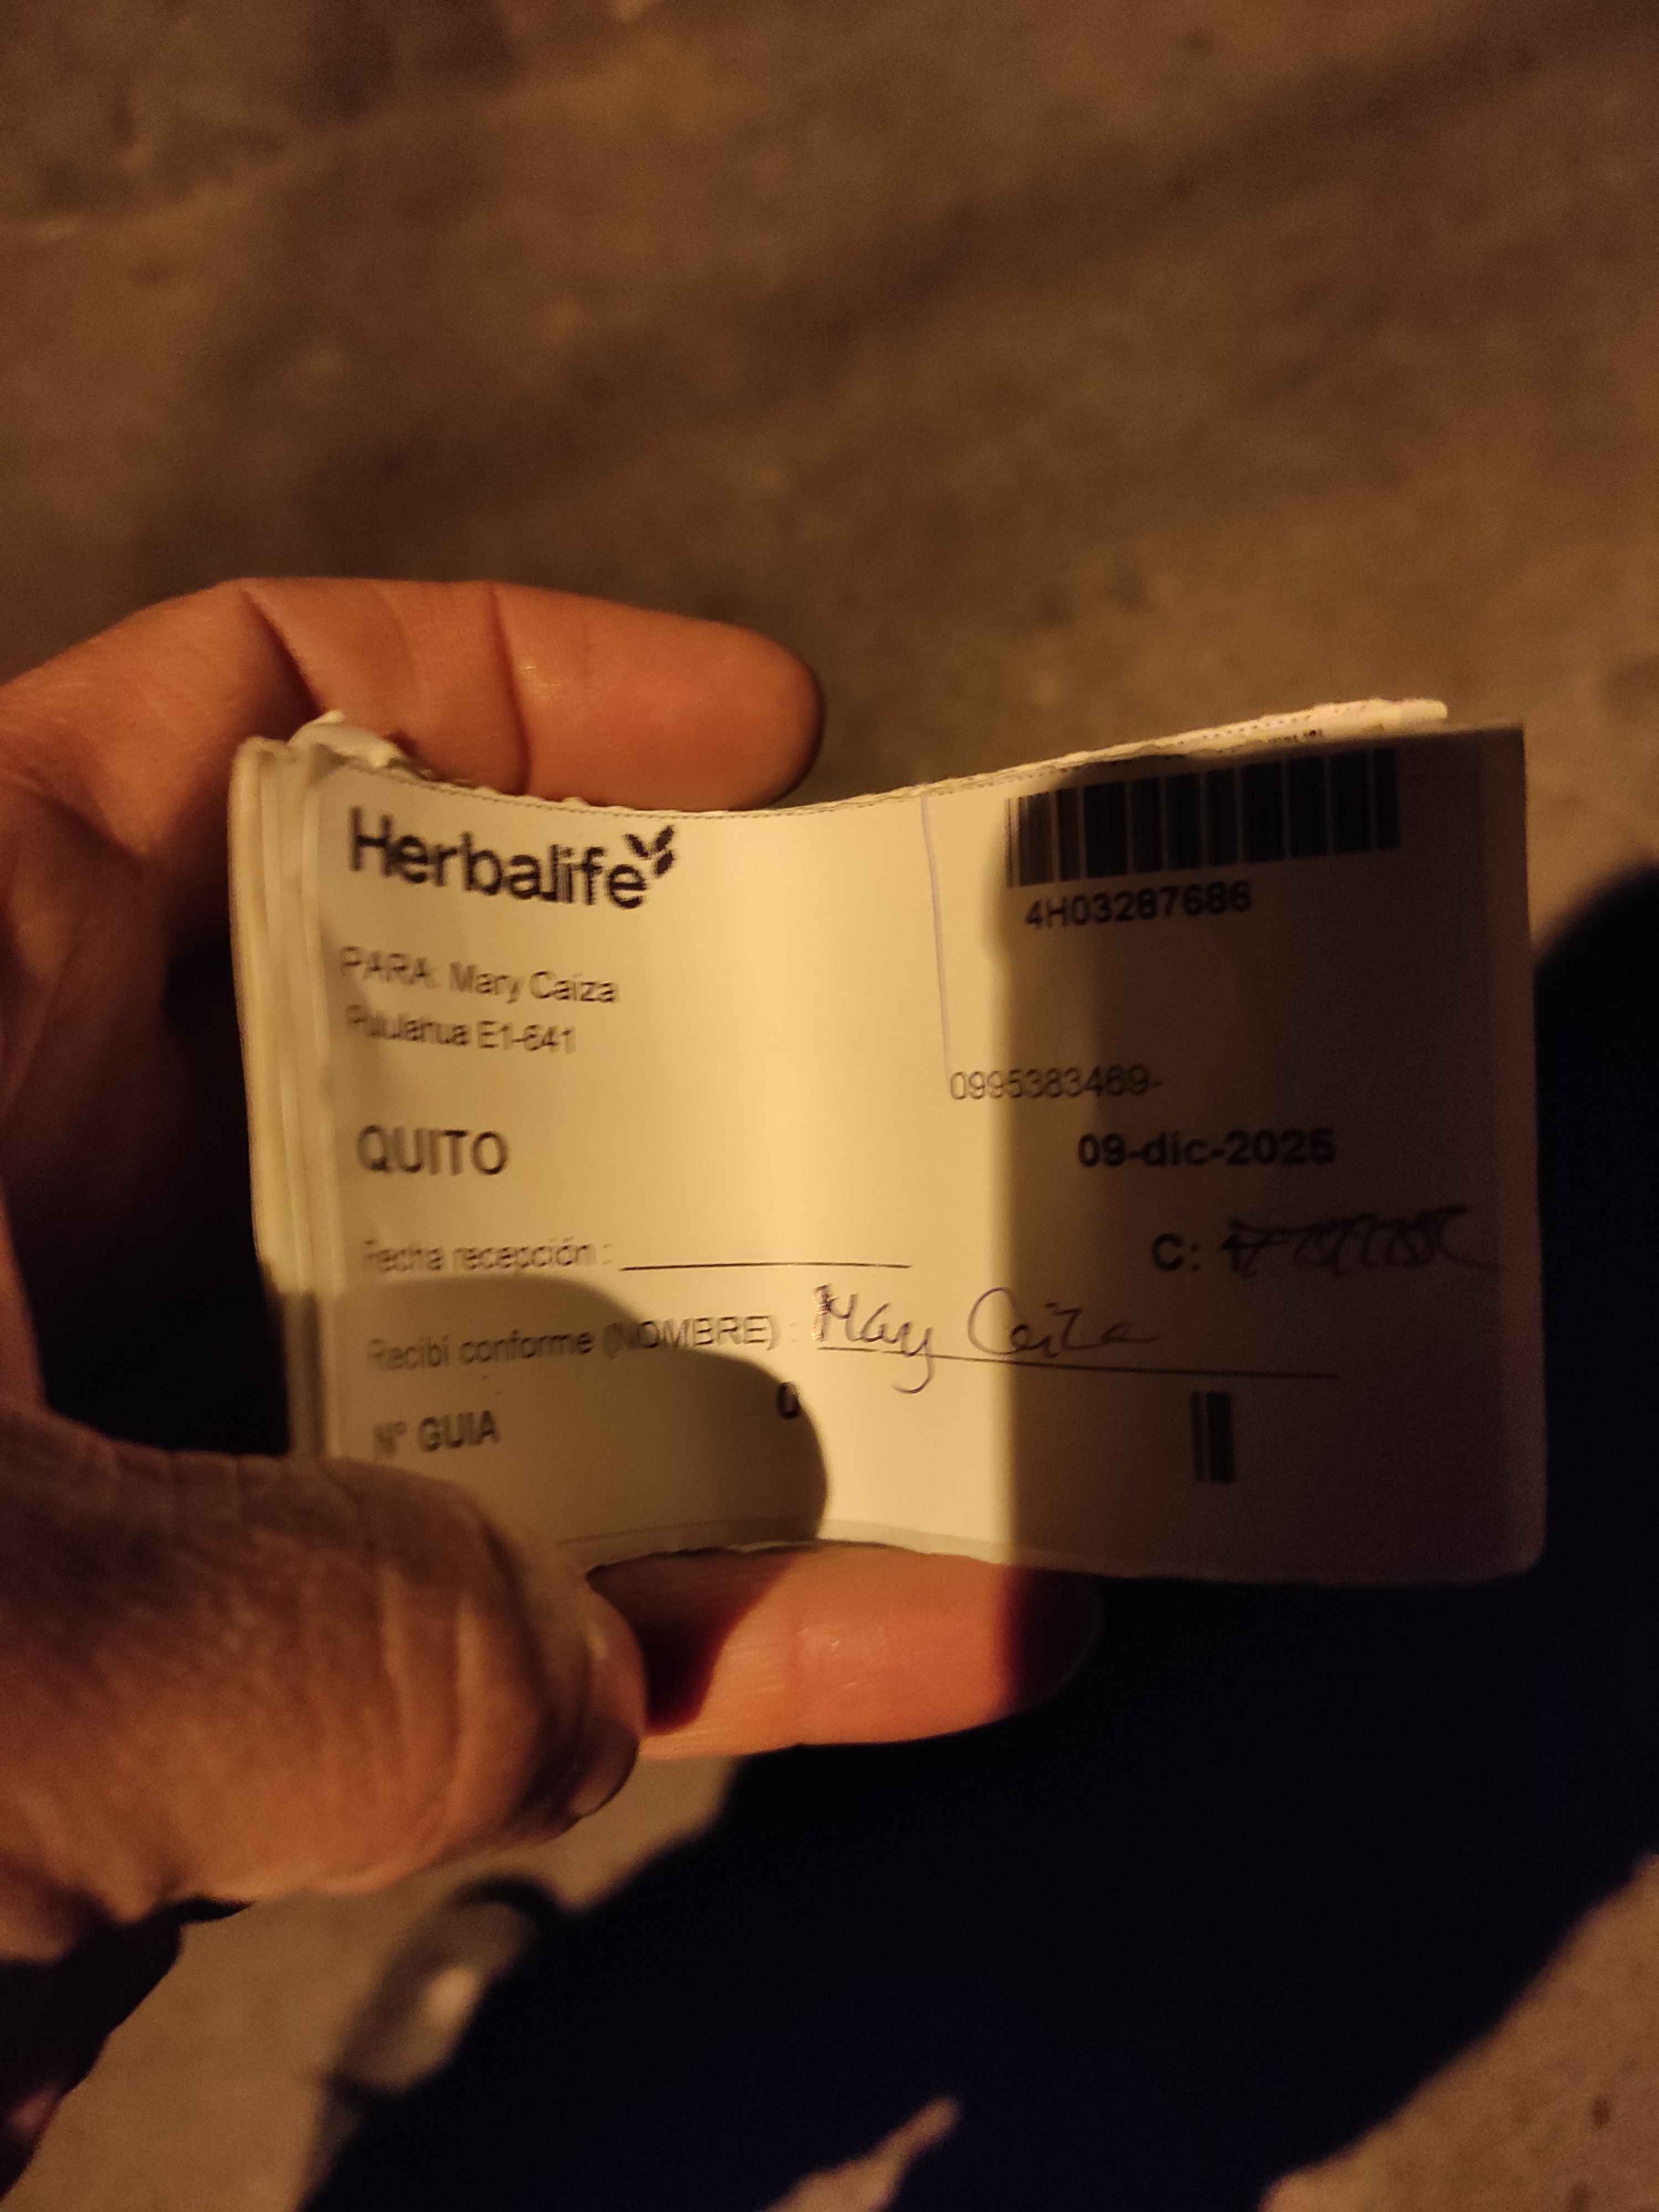 Herbalife
4H03287686
PARA: Mary Caiza
Pululahua E1-641
0995383469-
QUITO
09-dic-2025
Fecha recepción :
C:
Recibí conforme (NOMBRE) : Mary Caiza
N° GUIA
0